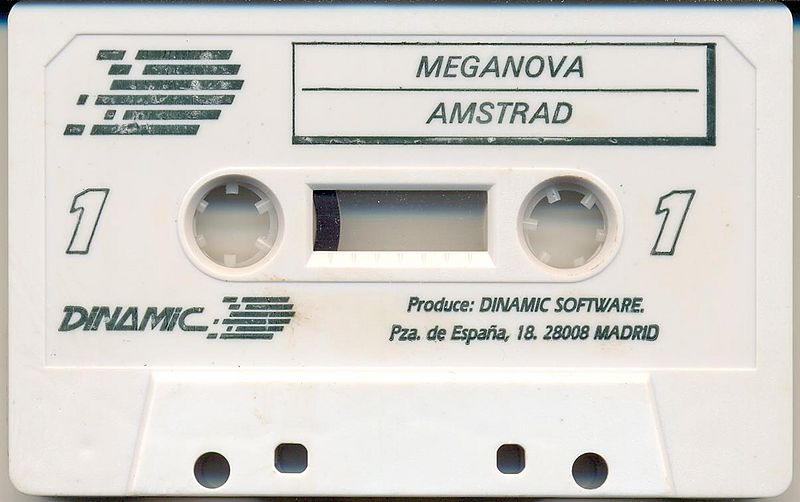 MEGANOVA
AMSTRAD
1 1
DINAMIC
Produce: DINAMIC SOFTWARE.
Pza. de España, 18. 28008 MADRID